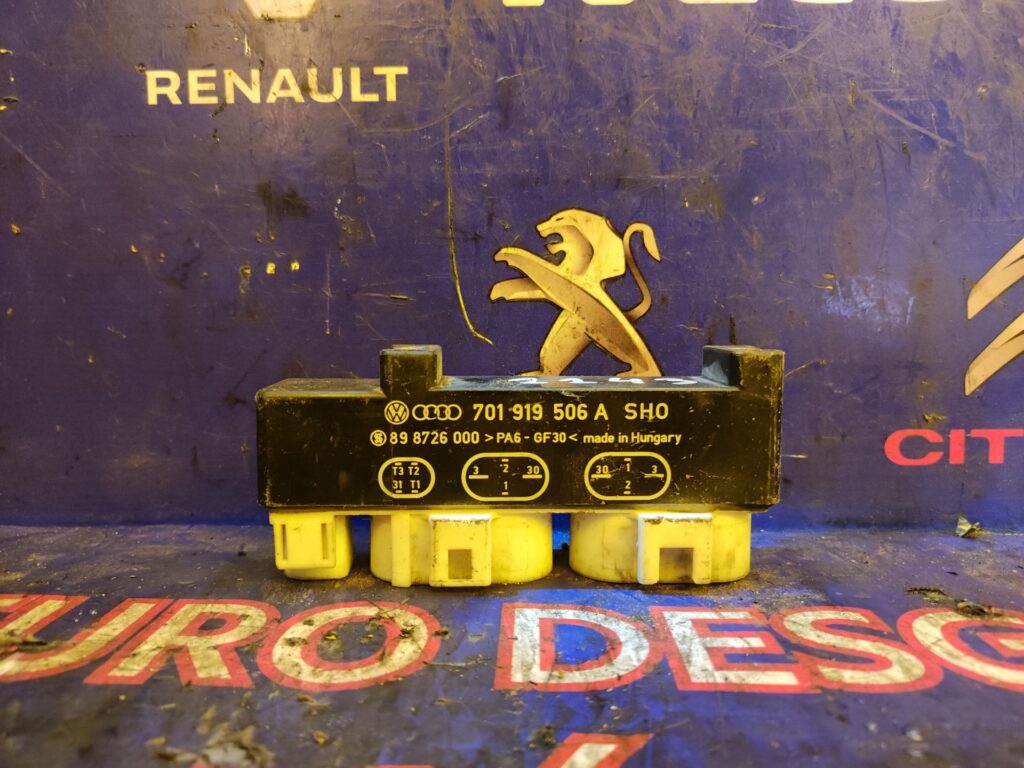 RENAULT
CIT
701 919 506 A SHO
89 8726 000 >PA6-GF30< made in Hungary
T3 T2
31 T1
3 2 30
1
30 1 3
2
URO DESG